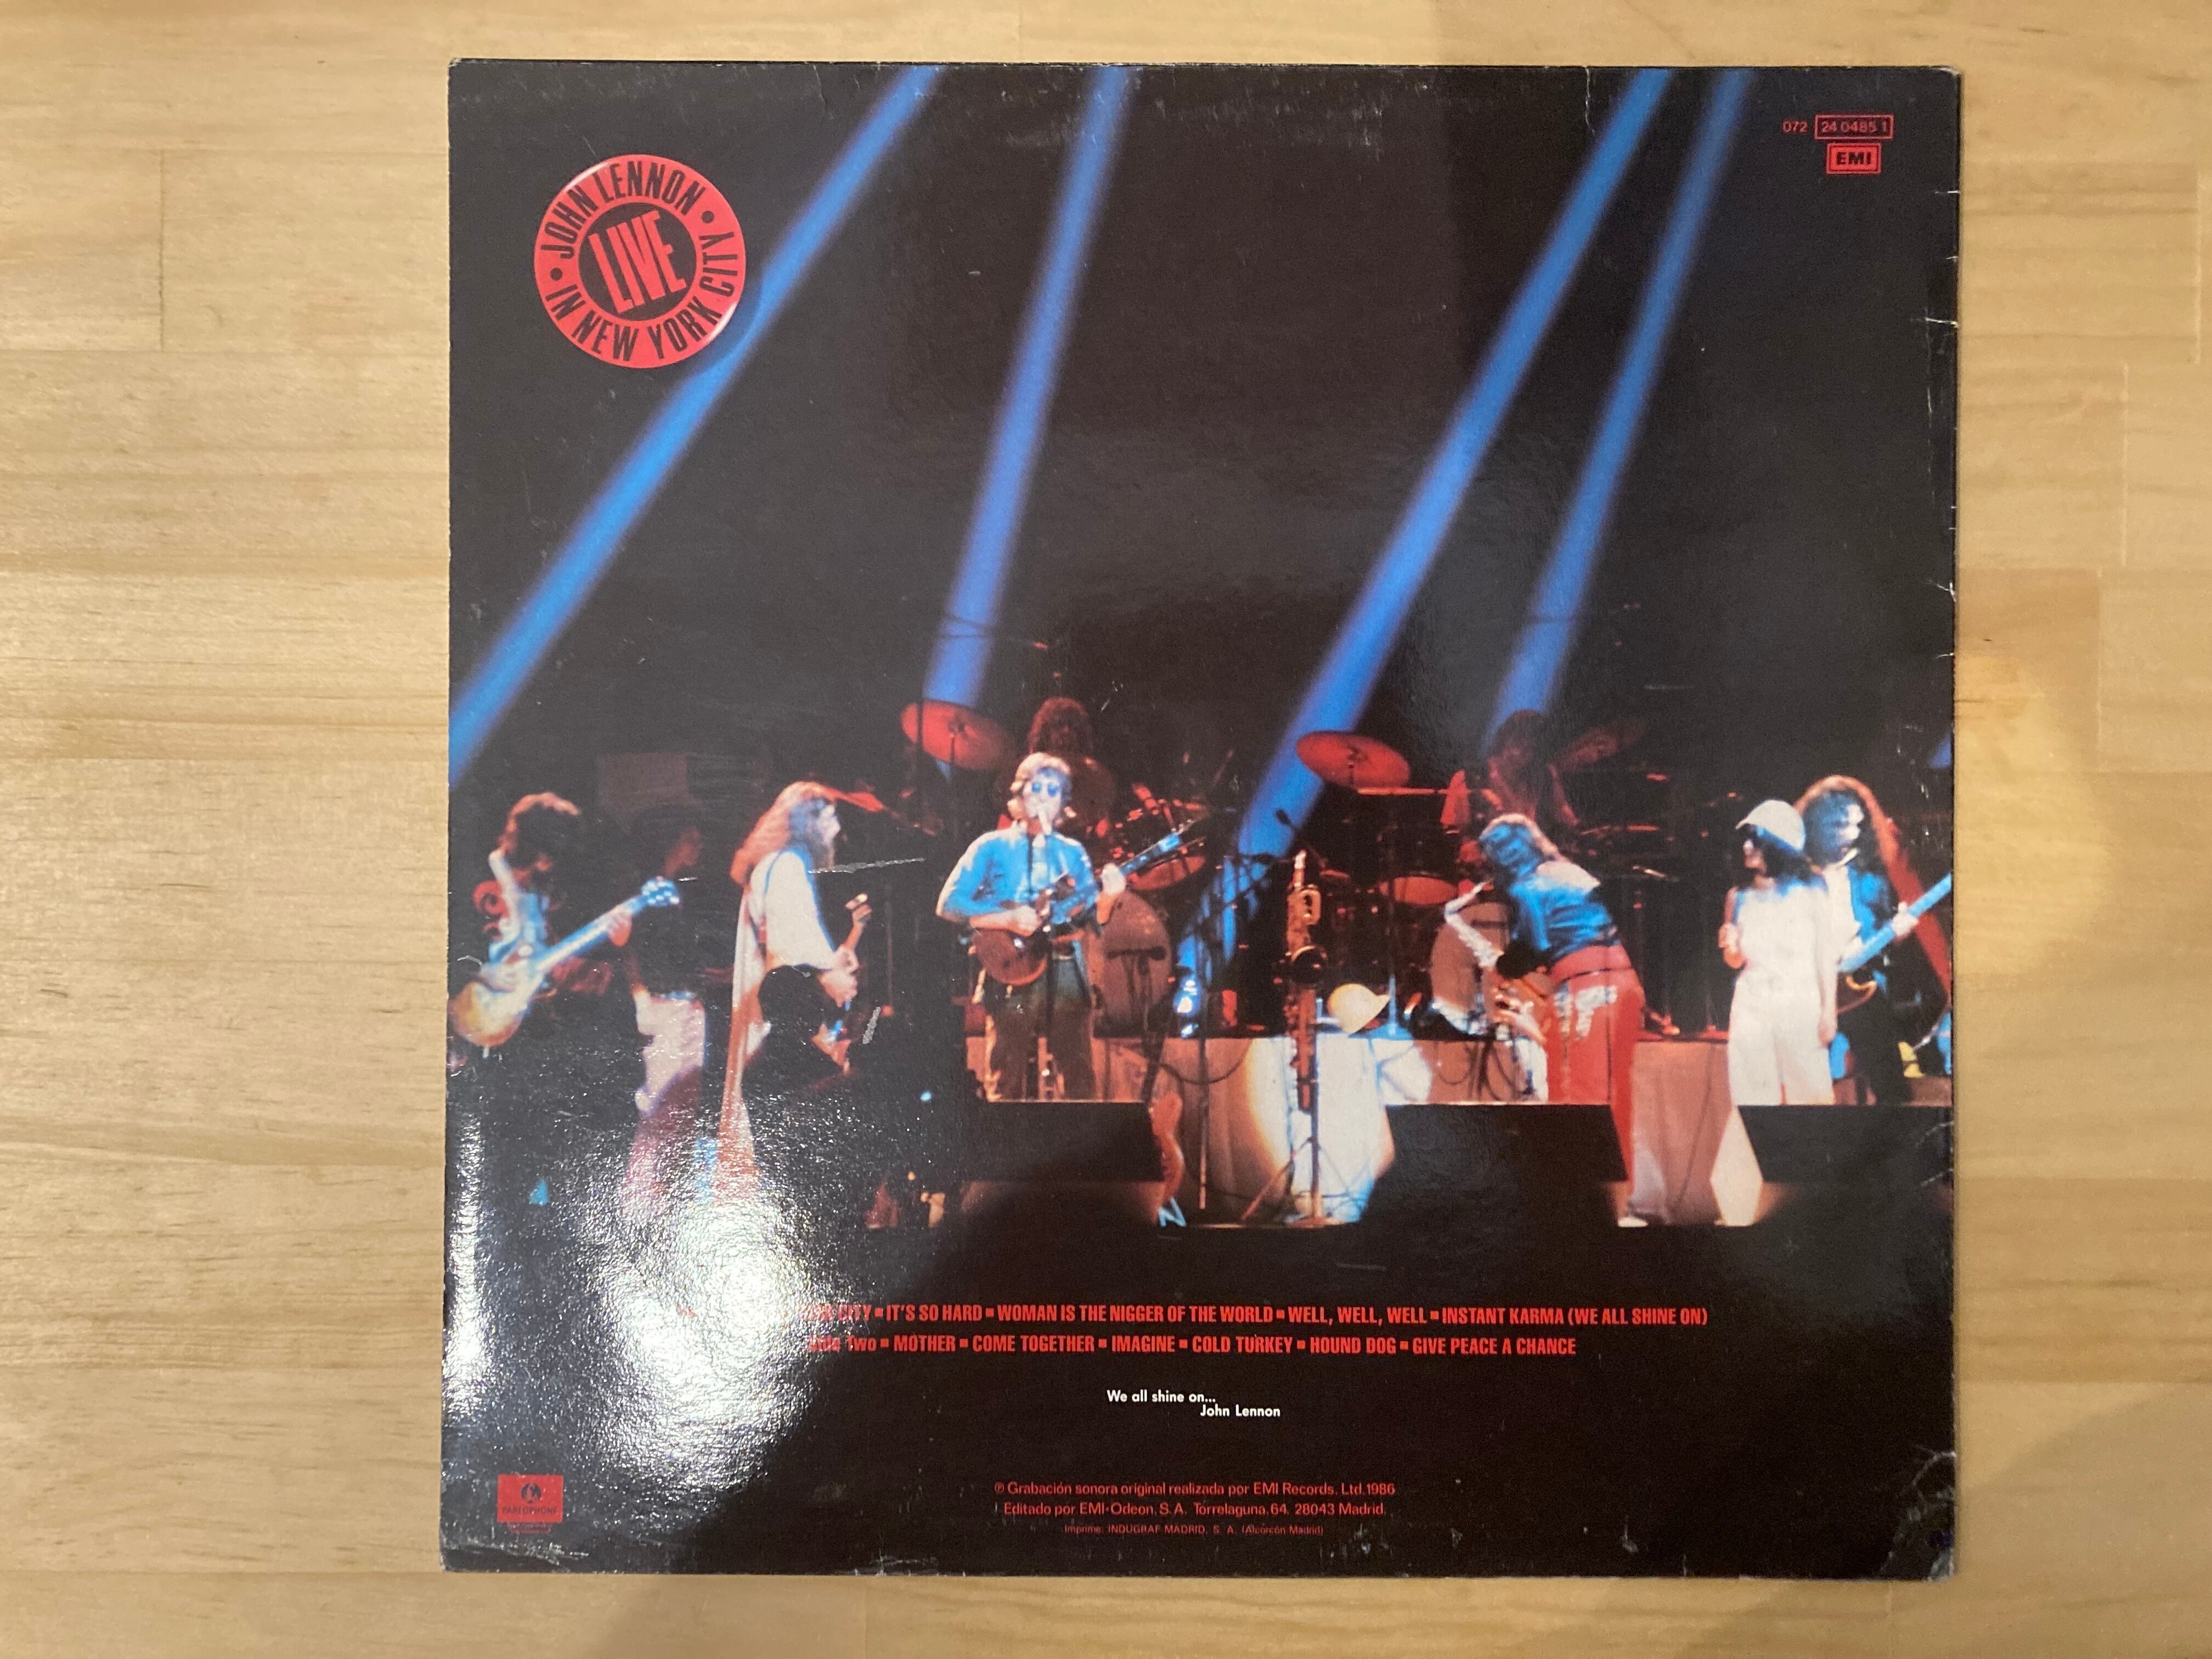 072 24 0485 1
EMI
JOHN LENNON • LIVE • IN NEW YORK CITY
CITY ▪ IT'S SO HARD ▪ WOMAN IS THE NIGGER OF THE WORLD ▪ WELL, WELL, WELL ▪ INSTANT KARMA (WE ALL SHINE ON)
Side Two ▪ MOTHER ▪ COME TOGETHER ▪ IMAGINE ▪ COLD TURKEY ▪ HOUND DOG ▪ GIVE PEACE A CHANCE
We all shine on...
John Lennon
℗ Grabación sonora original realizada por EMI Records. Ltd.1986
Editado por EMI-Odeon, S.A. Torrelaguna, 64. 28043 Madrid.
Imprime: INDUGRAF MADRID, S. A. (Alcorcón Madrid)
PARLOPHONE